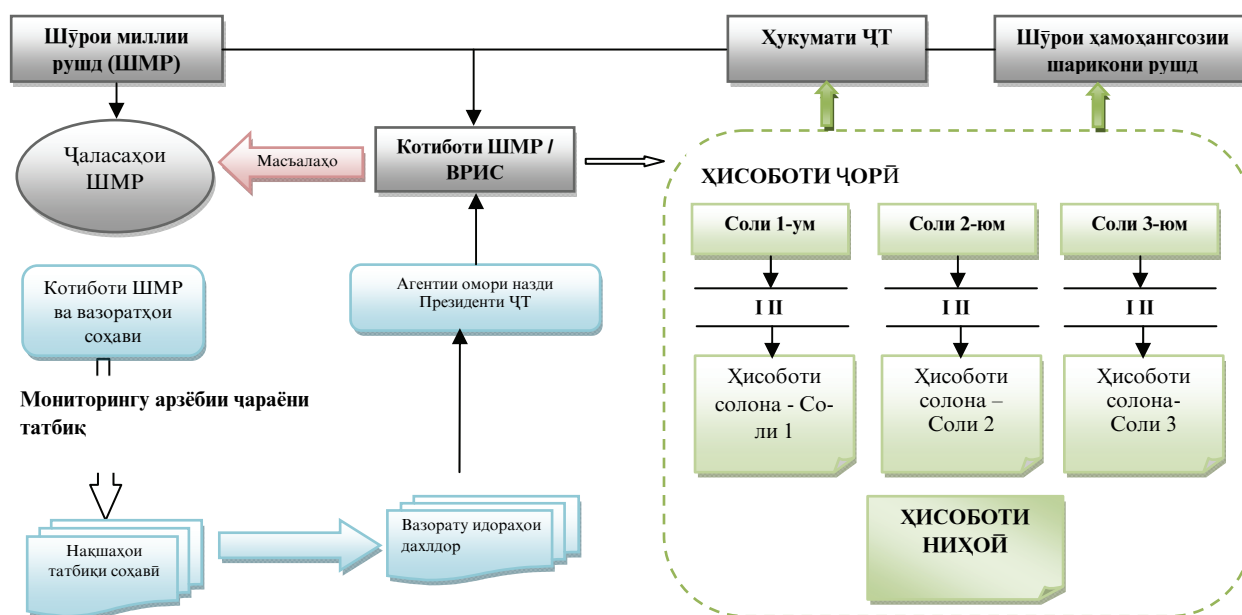 Шӯрои миллии
рушд (ШМР)
Ҳукумати ҶТ
Шӯрои ҳамоҳангсозии
шарикони рушд
Ҷаласаҳои
ШМР
Масъалаҳо
Котиботи ШМР /
ВРИС
ҲИСОБОТИ ҶОРӢ
Соли 1-ум
Соли 2-юм
Соли 3-юм
I II
I II
I II
Ҳисоботи
солона - Со-
ли 1
Ҳисоботи
солона –
Соли 2
Ҳисоботи
солона-
Соли 3
ҲИСОБОТИ
НИҲОӢ
Котиботи ШМР
ва вазоратҳои
соҳави
Агентии омори назди
Президенти ҶТ
Мониторингу арзёбии ҷараёни
татбиқ
Нақшаҳои
татбиқи соҳавӣ
Вазорату идораҳои
дахлдор